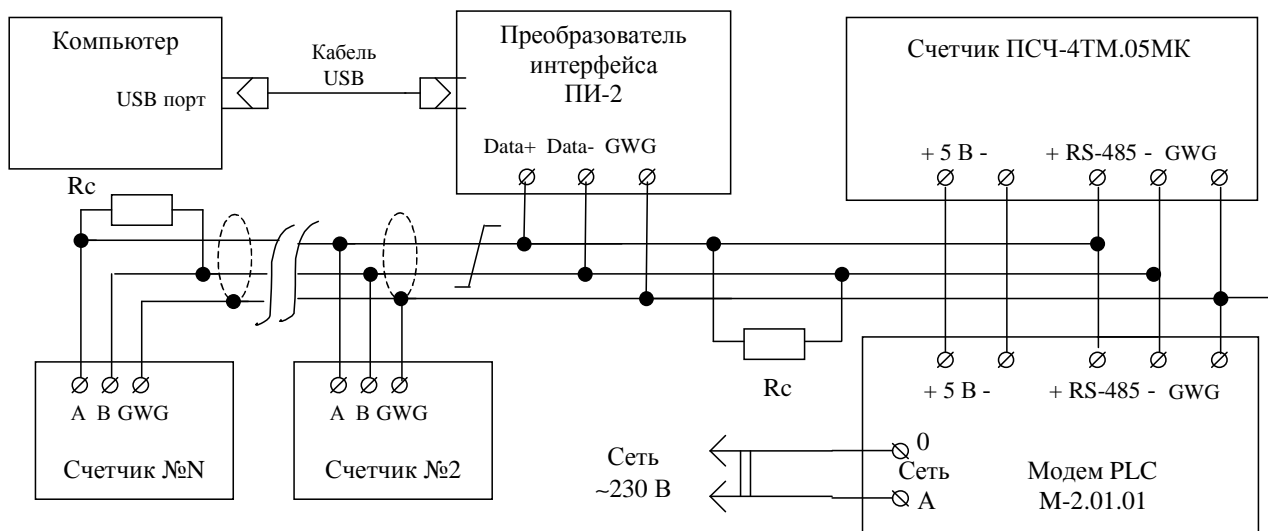 Компьютер
USB порт
Кабель
USB
Преобразователь
интерфейса
ПИ-2
Data+ Data- GWG
Счетчик ПСЧ-4ТМ.05МК
+ 5 В - + RS-485 - GWG
Rc
Rc
A B GWG
Счетчик №N
A B GWG
Счетчик №2
+ 5 В - + RS-485 - GWG
Сеть
~230 В
0
Сеть
A
Модем PLC
М-2.01.01